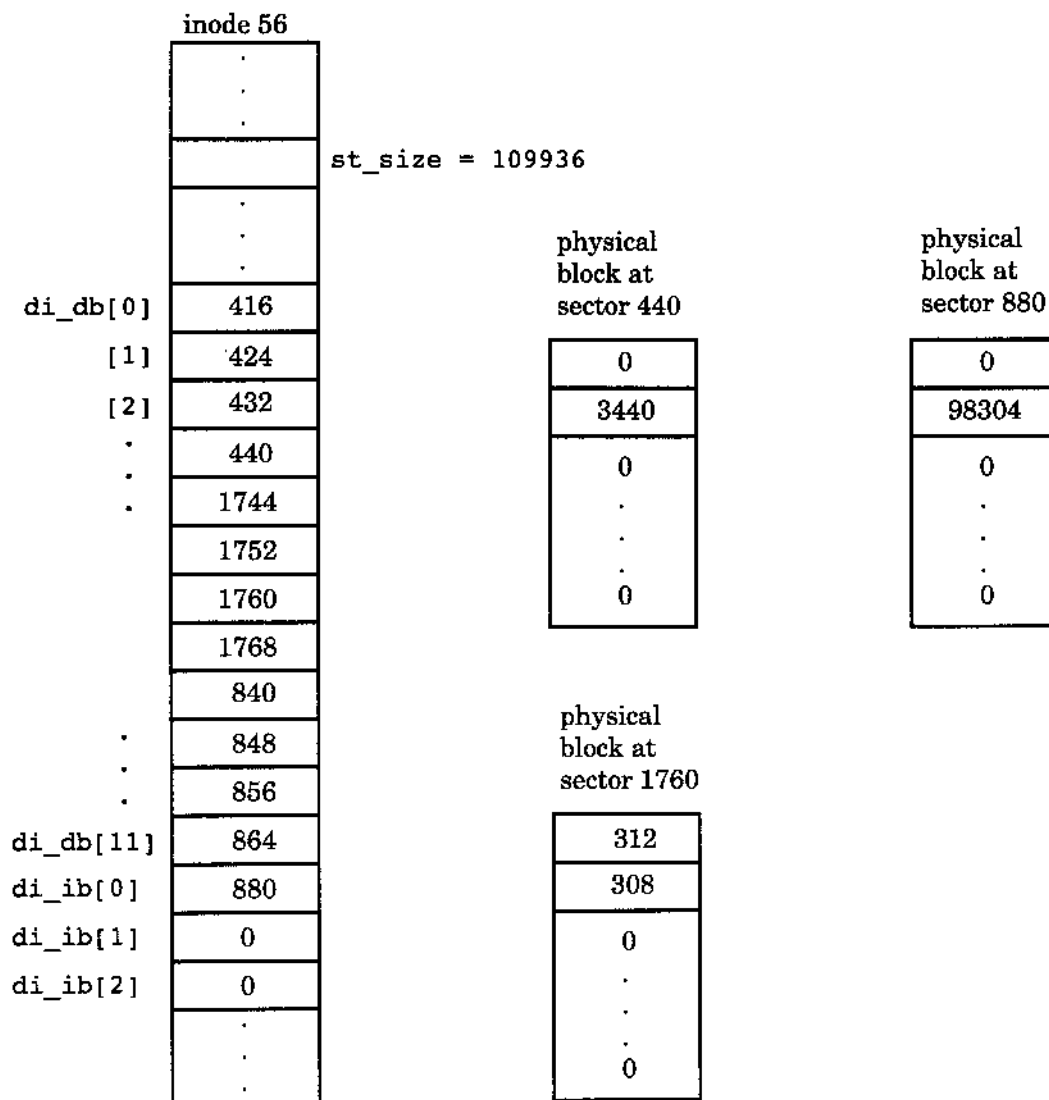 inode 56
.
.
.
st_size = 109936
.
.
.
di_db[0] 416
[1] 424
[2] 432
. 440
.
. 1744
1752
1760
1768
840
. 848
.
. 856
di_db[11] 864
di_ib[0] 880
di_ib[1] 0
di_ib[2] 0
.
.
.
physical
block at
sector 440
0
3440
0
.
.
.
0
physical
block at
sector 880
0
98304
0
.
.
.
0
physical
block at
sector 1760
312
308
0
.
.
.
0